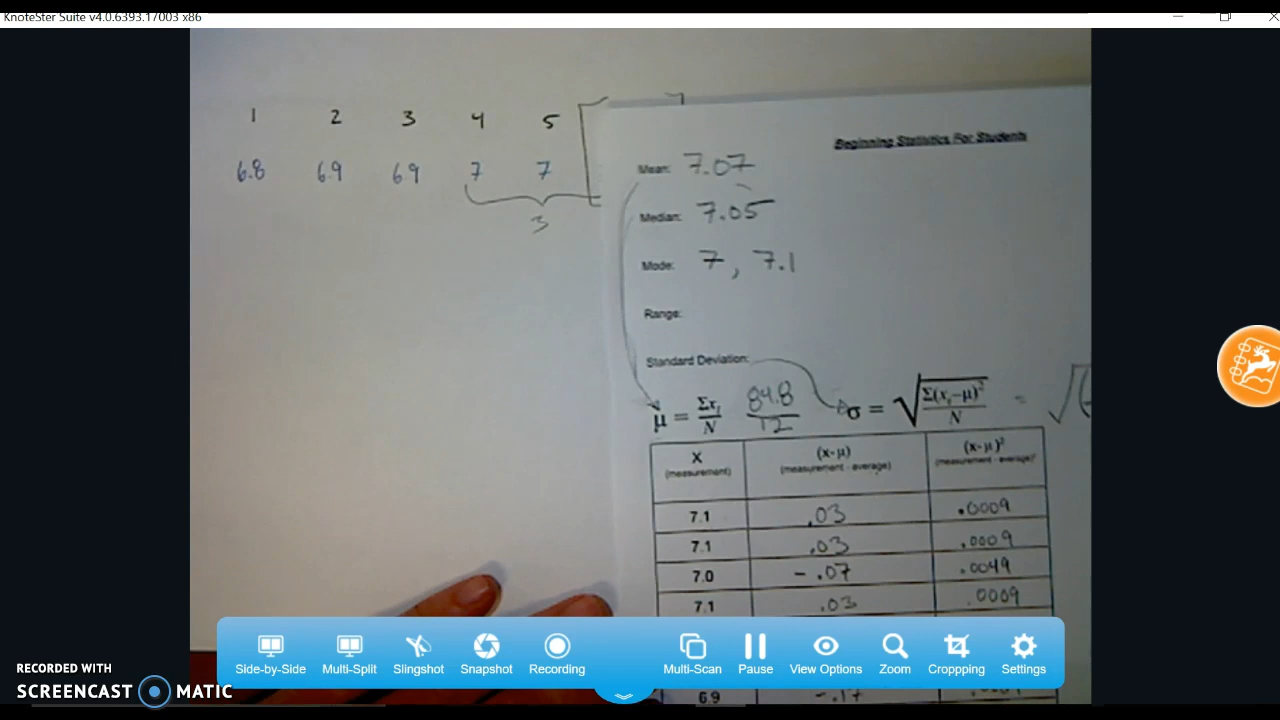 KnoteSter Suite v4.0.6393.17003 x86
1 2 3 4 5
6.8 6.9 6.9 7 7
3
Beginning Statistics For Students
Mean: 7.07
Median: 7.05
Mode: 7, 7.1
Range:
Standard Deviation:
μ = Σxᵢ/N 84.8/12 σ = √(Σ(xᵢ-μ)²/N) = √(
X (x-μ) (x-μ)²
(measurement) (measurement - average) (measurement - average)²
7.1 .03 .0009
7.1 .03 .0009
7.0 -.07 .0049
7.1 .03 .0009
6.9 -.17
Side-by-Side Multi-Split Slingshot Snapshot Recording Multi-Scan Pause View Options Zoom Croppping Settings
RECORDED WITH
SCREENCAST MATIC